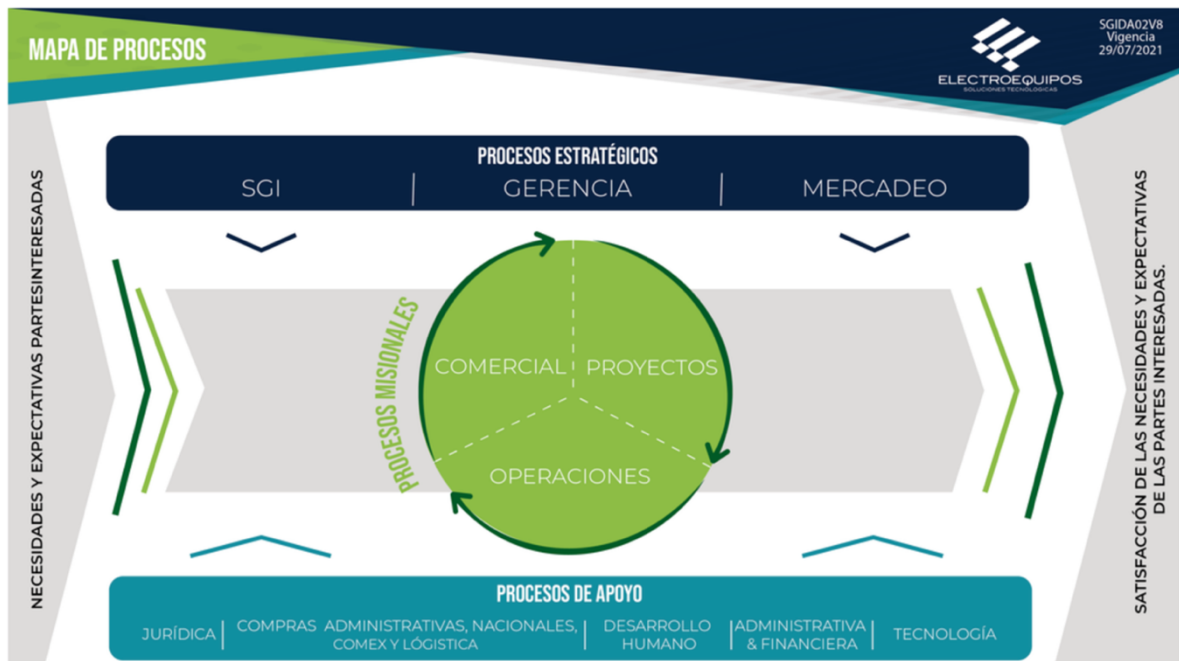 MAPA DE PROCESOS
ELECTROEQUIPOS
SOLUCIONES TECNOLÓGICAS
SGIDA02V8
Vigencia
29/07/2021
NECESIDADES Y EXPECTATIVAS PARTESINTERESADAS
PROCESOS ESTRATÉGICOS
SGI
GERENCIA
MERCADEO
PROCESOS MISIONALES
COMERCIAL
PROYECTOS
OPERACIONES
PROCESOS DE APOYO
JURÍDICA
COMPRAS ADMINISTRATIVAS, NACIONALES,
COMEX Y LÓGISTICA
DESARROLLO
HUMANO
ADMINISTRATIVA
& FINANCIERA
TECNOLOGÍA
SATISFACCIÓN DE LAS NECESIDADES Y EXPECTATIVAS
DE LAS PARTES INTERESADAS.